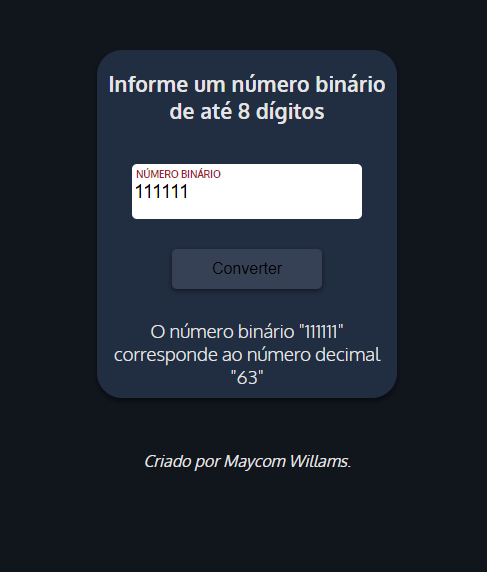 Informe um número binário
de até 8 dígitos
NÚMERO BINÁRIO
111111
Converter
O número binário "111111"
corresponde ao número decimal
"63"
Criado por Maycom Willams.